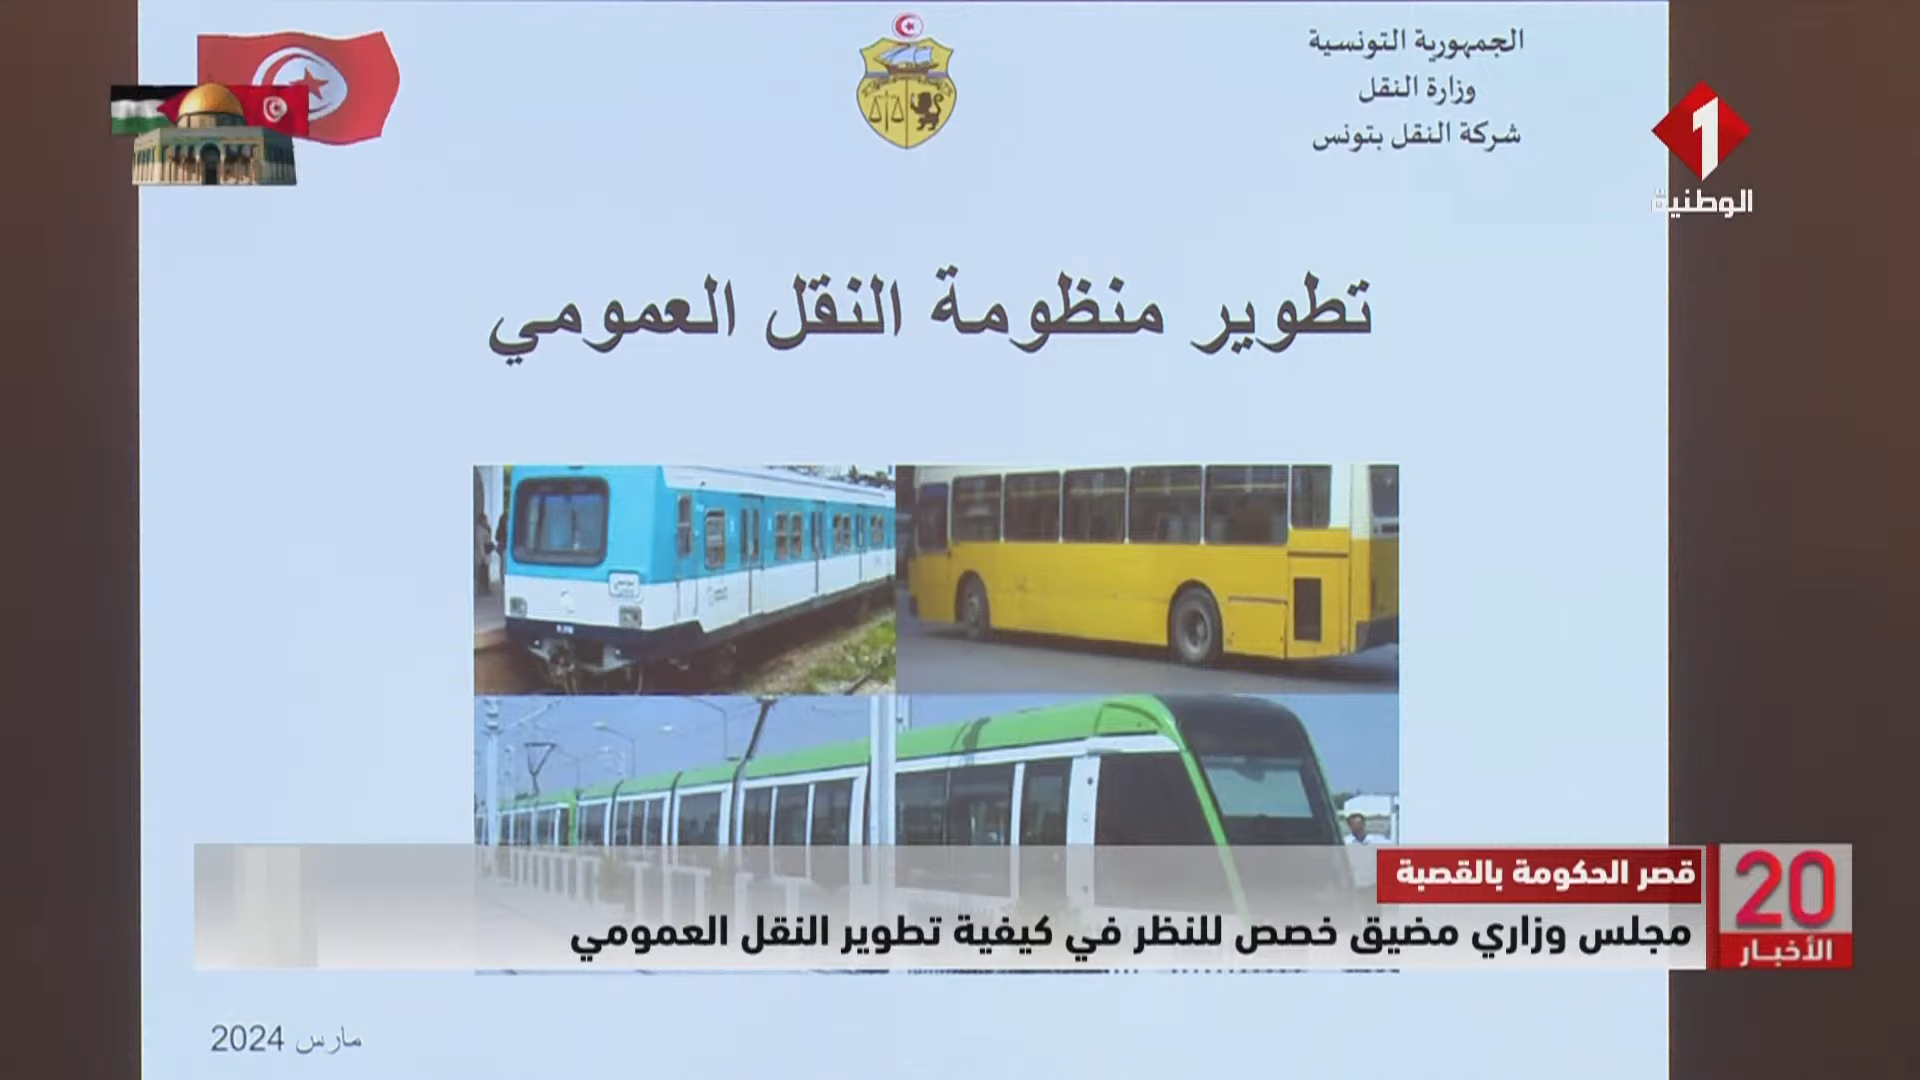 الجمهورية التونسية
وزارة النقل
شركة النقل بتونس
1
الوطنية
تطوير منظومة النقل العمومي
قصر الحكومة بالقصبة
مجلس وزاري مضيق خصص للنظر في كيفية تطوير النقل العمومي
20
الأخبار
مارس 2024